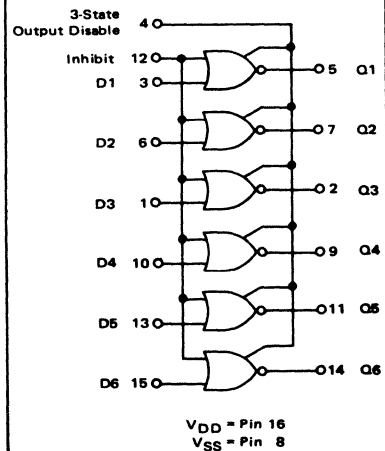 3-State
Output Disable 4
Inhibit 12
D1 3
5 Q1
D2 6
7 Q2
D3 1
2 Q3
D4 10
9 Q4
D5 13
11 Q5
D6 15
14 Q6
VDD = Pin 16
VSS = Pin 8